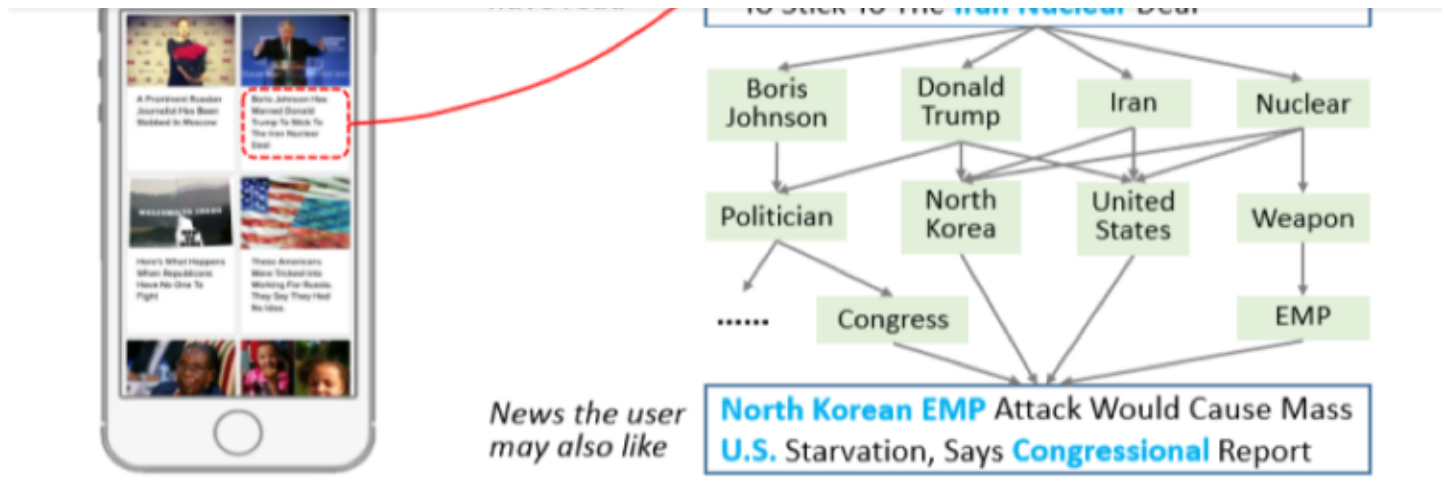 To Stick To The Iran Nuclear Deal
A Prominent Russian
Journalist Has Been
Stabbed In Moscow
Boris Johnson Has
Warned Donald
Trump To Stick To
The Iran Nuclear
Deal
Here's What Happens
When Republicans
Have No One To
Fight
These Americans
Were Tricked Into
Working For Russia.
They Say They Had
No Idea.
Boris
Johnson
Donald
Trump
Iran
Nuclear
Politician
North
Korea
United
States
Weapon
......
Congress
EMP
News the user
may also like
North Korean EMP Attack Would Cause Mass
U.S. Starvation, Says Congressional Report